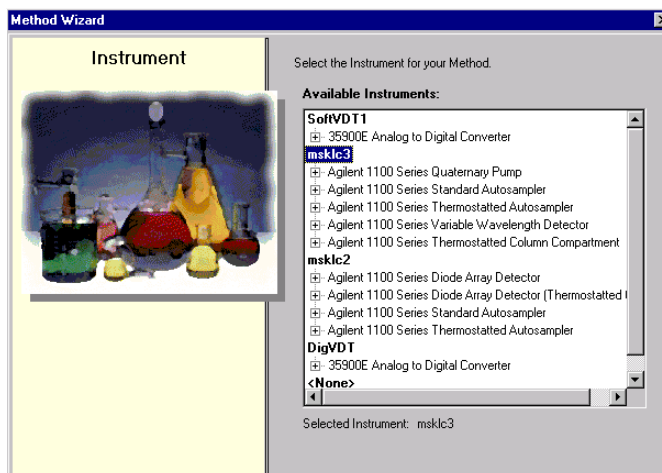 Method Wizard
Instrument
Select the Instrument for your Method.
Available Instruments:
SoftVDT1
35900E Analog to Digital Converter
msklc3
Agilent 1100 Series Quaternary Pump
Agilent 1100 Series Standard Autosampler
Agilent 1100 Series Thermostatted Autosampler
Agilent 1100 Series Variable Wavelength Detector
Agilent 1100 Series Thermostatted Column Compartment
msklc2
Agilent 1100 Series Diode Array Detector
Agilent 1100 Series Diode Array Detector (Thermostatted
Agilent 1100 Series Standard Autosampler
Agilent 1100 Series Thermostatted Autosampler
DigVDT
35900E Analog to Digital Converter
<None>
Selected Instrument: msklc3